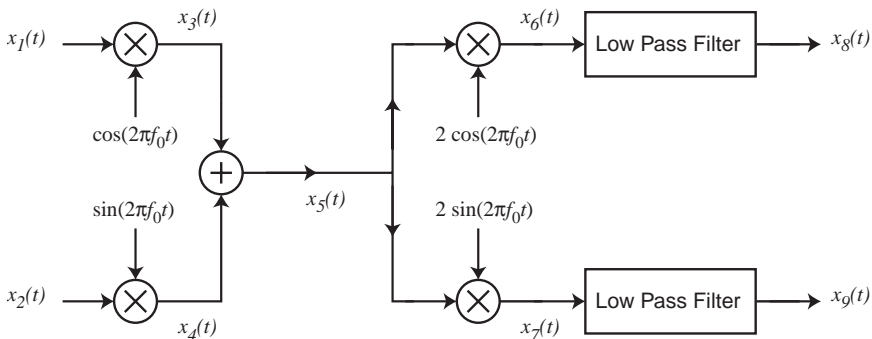 x1(t)
x3(t)
cos(2πf0t)
x6(t)
Low Pass Filter
x8(t)
2 cos(2πf0t)
+
x5(t)
sin(2πf0t)
2 sin(2πf0t)
x2(t)
x4(t)
x7(t)
Low Pass Filter
x9(t)